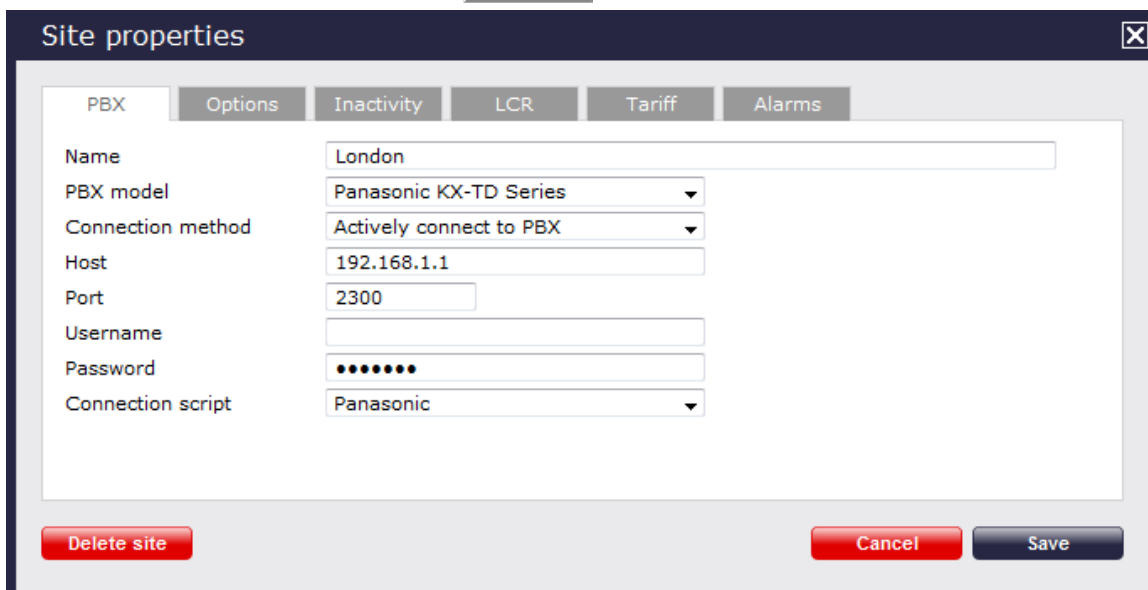 Site properties
PBX Options Inactivity LCR Tariff Alarms
Name London
PBX model Panasonic KX-TD Series
Connection method Actively connect to PBX
Host 192.168.1.1
Port 2300
Username
Password •••••••
Connection script Panasonic
Delete site Cancel Save